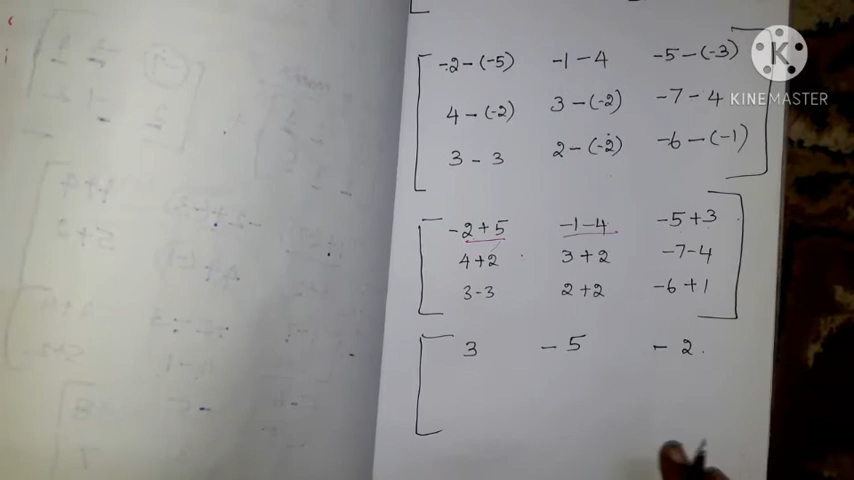 -2-(-5) -1-4 -5-(-3)
4-(-2) 3-(-2) -7-4
3-3 2-(-2) -6-(-1)
-2+5 -1-4 -5+3
4+2 3+2 -7-4
3-3 2+2 -6+1
3 -5 -2
K
KINEMASTER